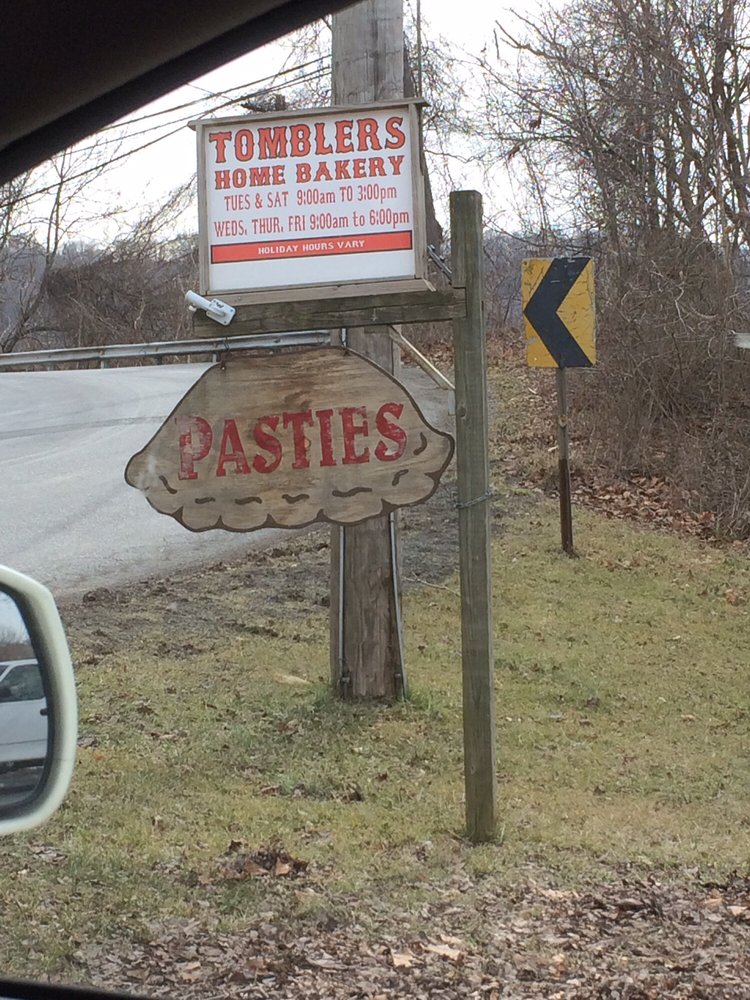 TOMBLERS
HOME BAKERY
TUES & SAT 9:00am TO 3:00pm
WEDS, THUR, FRI 9:00am to 6:00pm
HOLIDAY HOURS VARY
PASTIES